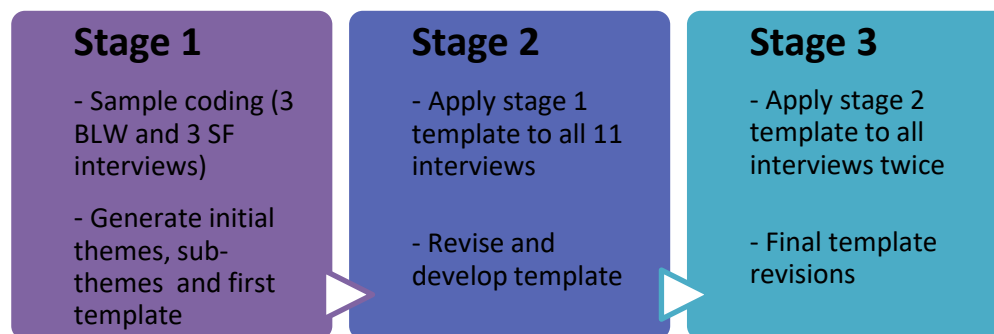 Stage 1
- Sample coding (3
BLW and 3 SF
interviews)
- Generate initial
themes, sub-
themes and first
template
Stage 2
- Apply stage 1
template to all 11
interviews
- Revise and
develop template
Stage 3
- Apply stage 2
template to all
interviews twice
- Final template
revisions